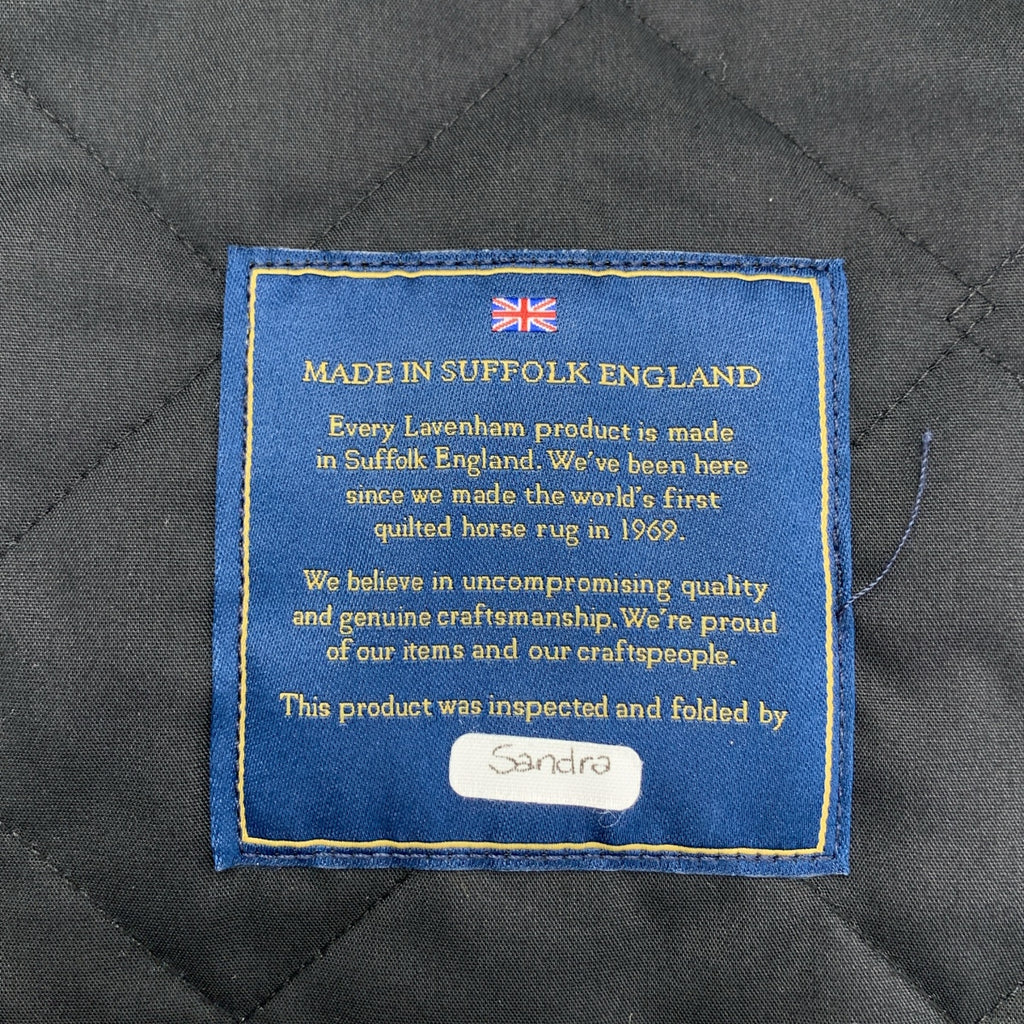 MADE IN SUFFOLK ENGLAND
Every Lavenham product is made
in Suffolk England. We've been here
since we made the world's first
quilted horse rug in 1969.
We believe in uncompromising quality
and genuine craftsmanship. We're proud
of our items and our craftspeople.
This product was inspected and folded by
Sandra